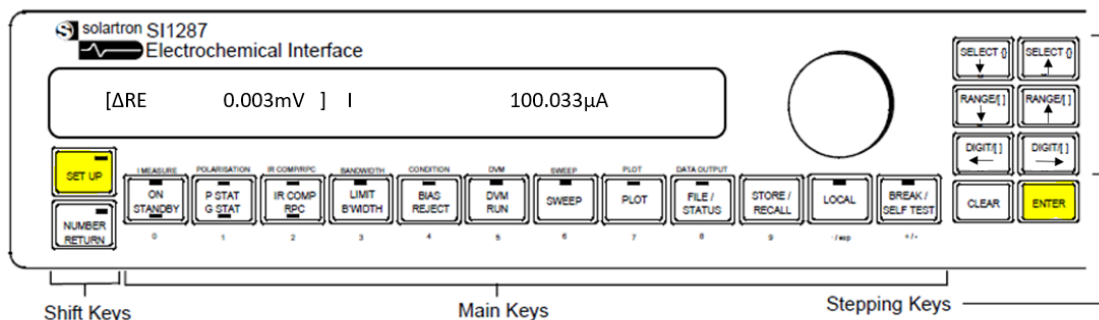 solartron SI1287
Electrochemical Interface
[ΔRE 0.003mV ] I 100.033µA
SELECT {} SELECT {}
RANGE/[ ] RANGE/[ ]
DIGIT/[ ] DIGIT/[ ]
CLEAR ENTER
SET UP
NUMBER
RETURN
I MEASURE POLARISATION IR COMP/RPC BANDWIDTH CONDITION DVM SWEEP PLOT DATA OUTPUT
ON
STANDBY
P STAT
G STAT
IR COMP
RPC
LIMIT
B'WIDTH
BIAS
REJECT
DVM
RUN
SWEEP
PLOT
FILE /
STATUS
STORE /
RECALL
LOCAL
BREAK /
SELF TEST
0 1 2 3 4 5 6 7 8 9 · / exp + / -
Shift Keys
Main Keys
Stepping Keys